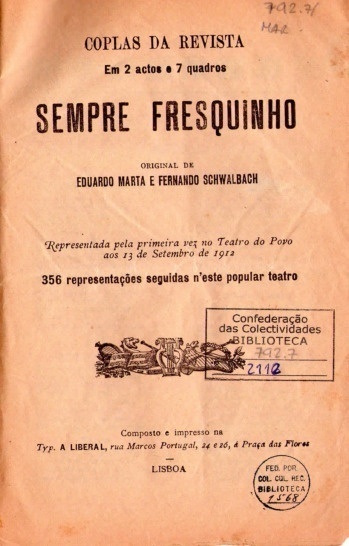 792.7/
MAR.
COPLAS DA REVISTA
Em 2 actos e 7 quadros
SEMPRE FRESQUINHO
ORIGINAL DE
EDUARDO MARTA E FERNANDO SCHWALBACH
Representada pela primeira vez no Teatro do Povo
aos 13 de Setembro de 1912
356 representações seguidas n'este popular teatro
Confederação
das Colectividades
BIBLIOTECA
792.7
2112
Composto e impresso na
Typ. A LIBERAL, rua Marcos Portugal, 24 e 26, á Praça das Flores
LISBOA
FED. POR.
COL. CUL. REC.
BIBLIOTECA
1568